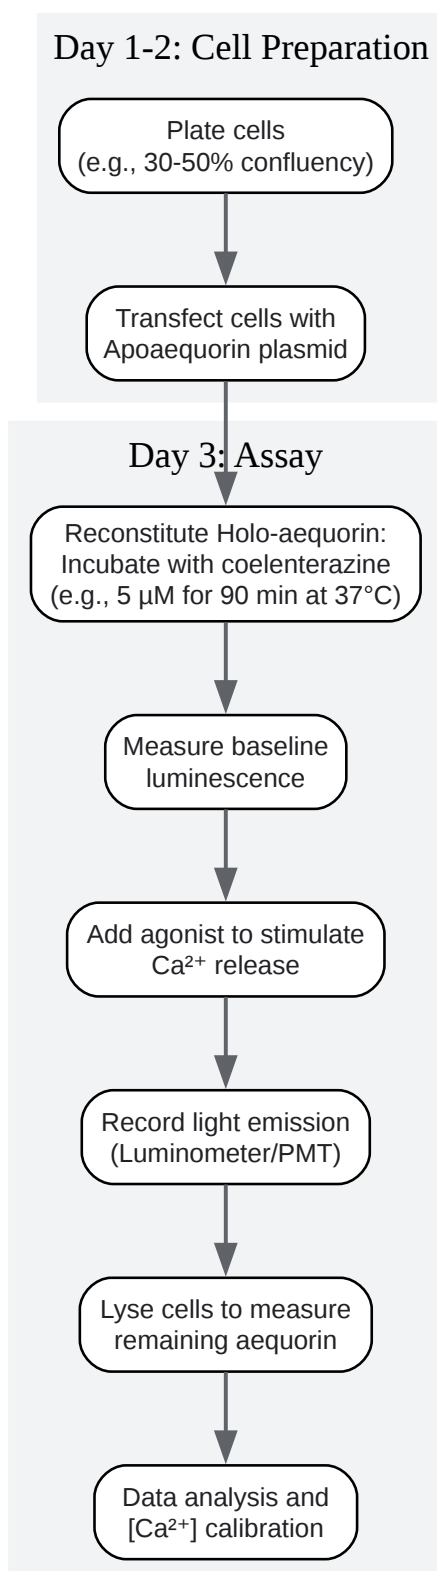 Day 1-2: Cell Preparation
Plate cells
(e.g., 30-50% confluency)
Transfect cells with
Apoaequorin plasmid
Day 3: Assay
Reconstitute Holo-aequorin:
Incubate with coelenterazine
(e.g., 5 µM for 90 min at 37°C)
Measure baseline
luminescence
Add agonist to stimulate
Ca²⁺ release
Record light emission
(Luminometer/PMT)
Lyse cells to measure
remaining aequorin
Data analysis and
[Ca²⁺] calibration